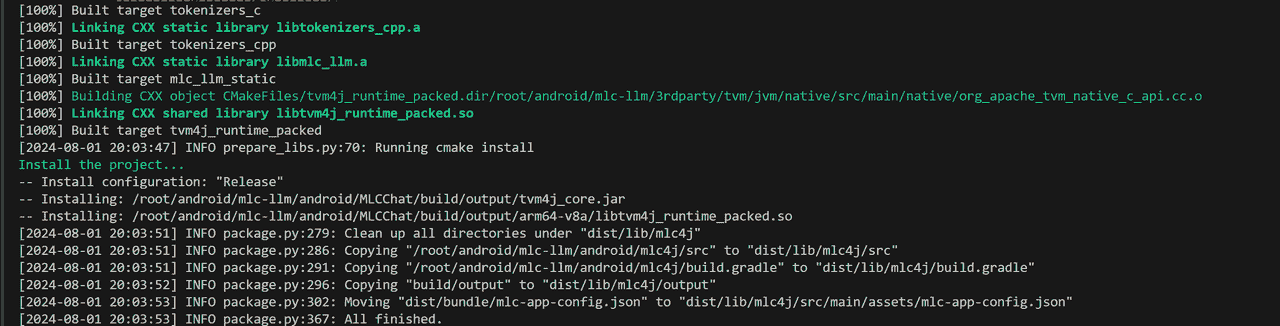 [100%] Built target tokenizers_c
[100%] Linking CXX static library libtokenizers_cpp.a
[100%] Built target tokenizers_cpp
[100%] Linking CXX static library libmlc_llm.a
[100%] Built target mlc_llm_static
[100%] Building CXX object CMakeFiles/tvm4j_runtime_packed.dir/root/android/mlc-llm/3rdparty/tvm/jvm/native/src/main/native/org_apache_tvm_native_c_api.cc.o
[100%] Linking CXX shared library libtvm4j_runtime_packed.so
[100%] Built target tvm4j_runtime_packed
[2024-08-01 20:03:47] INFO prepare_libs.py:70: Running cmake install
Install the project...
-- Install configuration: "Release"
-- Installing: /root/android/mlc-llm/android/MLCChat/build/output/tvm4j_core.jar
-- Installing: /root/android/mlc-llm/android/MLCChat/build/output/arm64-v8a/libtvm4j_runtime_packed.so
[2024-08-01 20:03:51] INFO package.py:279: Clean up all directories under "dist/lib/mlc4j"
[2024-08-01 20:03:51] INFO package.py:286: Copying "/root/android/mlc-llm/android/mlc4j/src" to "dist/lib/mlc4j/src"
[2024-08-01 20:03:51] INFO package.py:291: Copying "/root/android/mlc-llm/android/mlc4j/build.gradle" to "dist/lib/mlc4j/build.gradle"
[2024-08-01 20:03:52] INFO package.py:296: Copying "build/output" to "dist/lib/mlc4j/output"
[2024-08-01 20:03:53] INFO package.py:302: Moving "dist/bundle/mlc-app-config.json" to "dist/lib/mlc4j/src/main/assets/mlc-app-config.json"
[2024-08-01 20:03:53] INFO package.py:367: All finished.